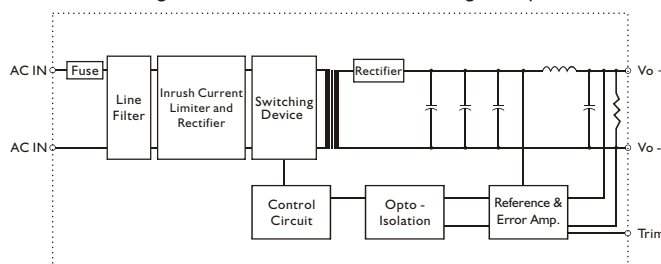 AC IN
Fuse
Line
Filter
Inrush Current
Limiter and
Rectifier
Switching
Device
Rectifier
Vo -
AC IN
Vo -
Control
Circuit
Opto -
Isolation
Reference &
Error Amp.
Trim